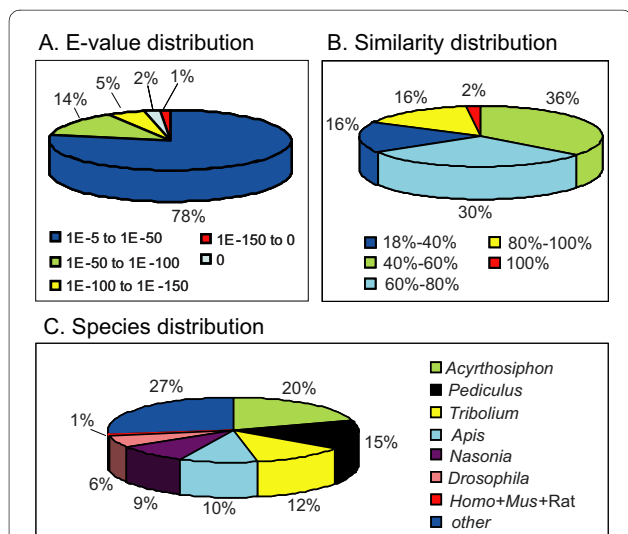 A. E-value distribution
1%
2%
5%
14%
78%
1E-5 to 1E-50
1E-150 to 0
1E-50 to 1E-100
0
1E-100 to 1E-150
B. Similarity distribution
2%
36%
16%
16%
30%
18%-40%
80%-100%
40%-60%
100%
60%-80%
C. Species distribution
27%
20%
1%
15%
6%
9%
10%
12%
Acyrthosiphon
Pediculus
Tribolium
Apis
Nasonia
Drosophila
Homo+Mus+Rat
other